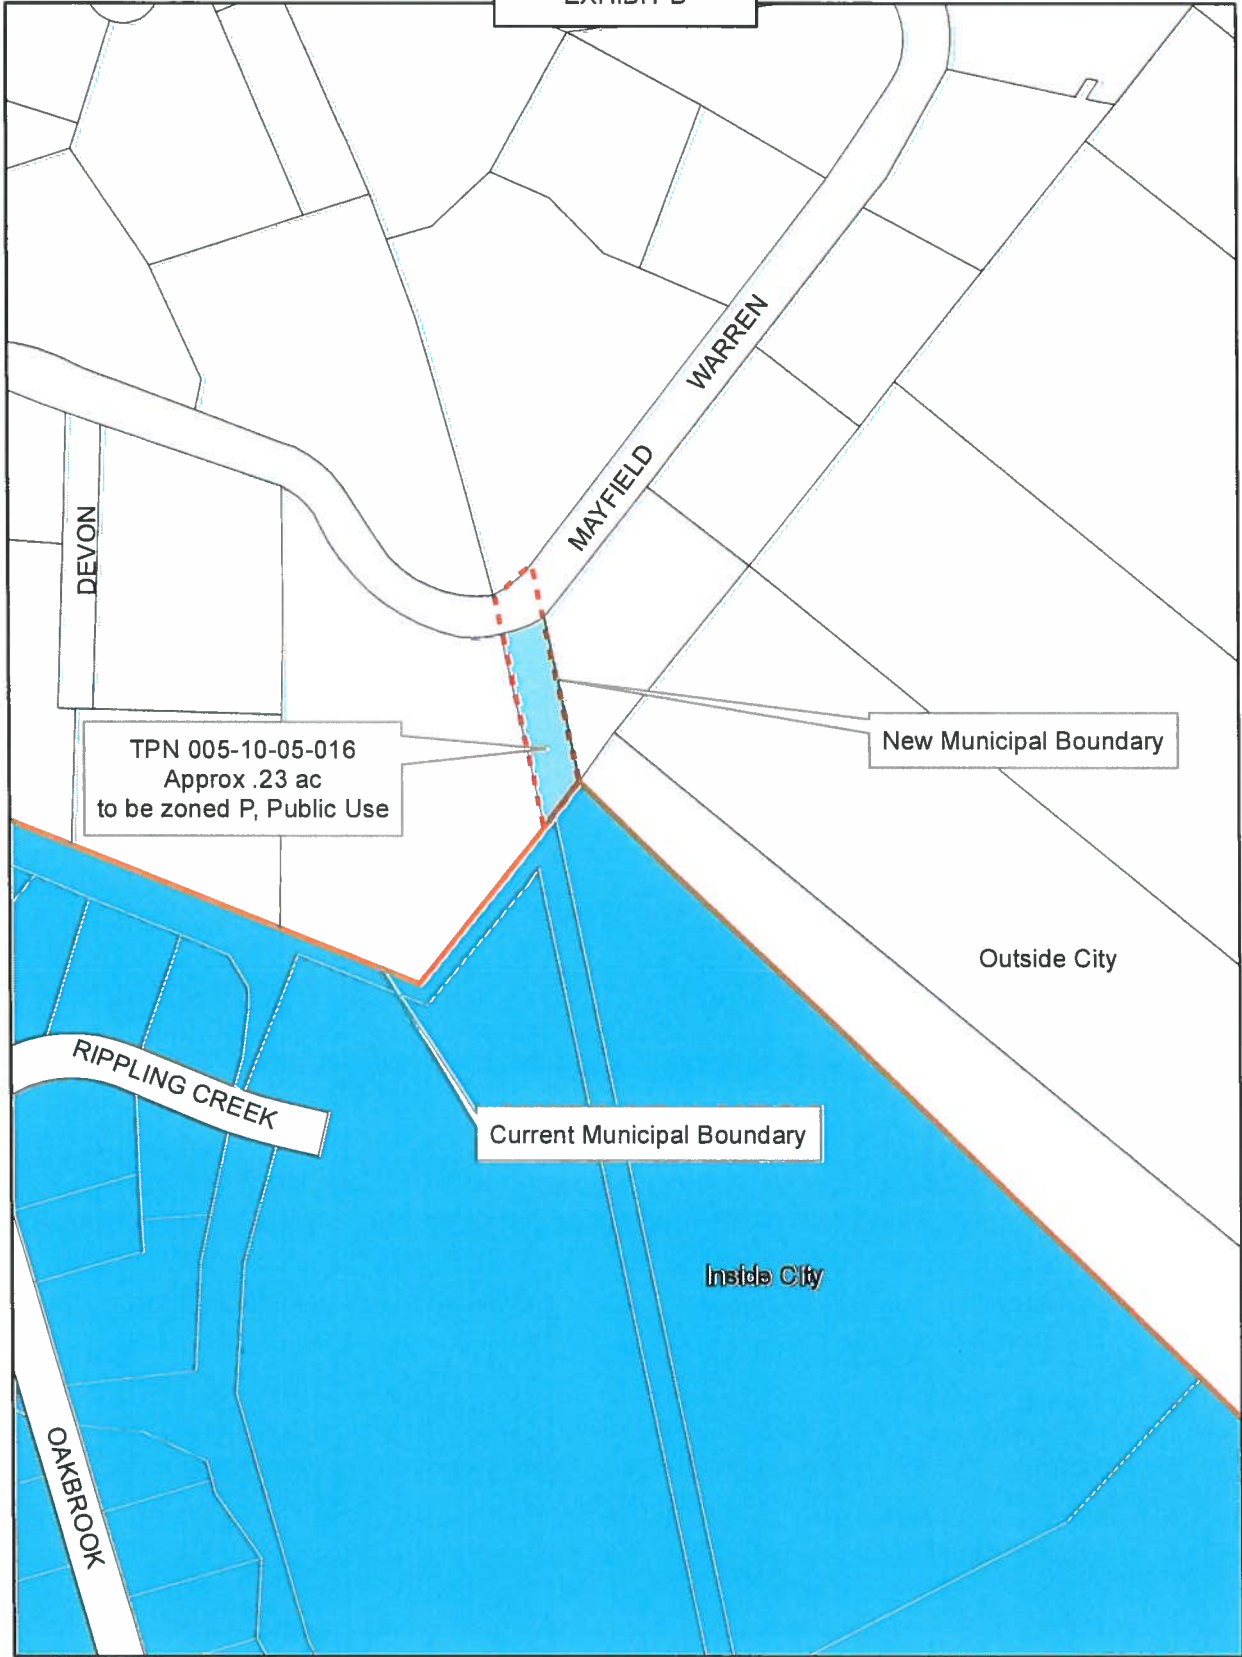 EXHIBIT B
WARREN
MAYFIELD
DEVON
TPN 005-10-05-016
Approx .23 ac
to be zoned P, Public Use
New Municipal Boundary
Outside City
RIPPLING CREEK
Current Municipal Boundary
Inside City
OAKBROOK